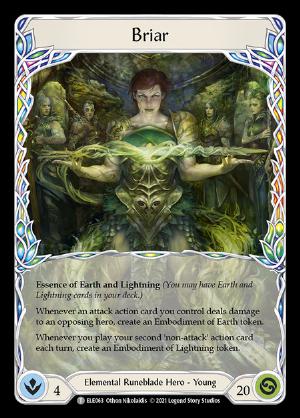 Briar
Essence of Earth and Lightning (You may have Earth and
Lightning cards in your deck.)
Whenever an attack action card you control deals damage
to an opposing hero, create an Embodiment of Earth token.
Whenever you play your second 'non-attack' action card
each turn, create an Embodiment of Lightning token.
4
Elemental Runeblade Hero - Young
20
ELE063 Othon Nikolaidis © 2021 Legend Story Studios